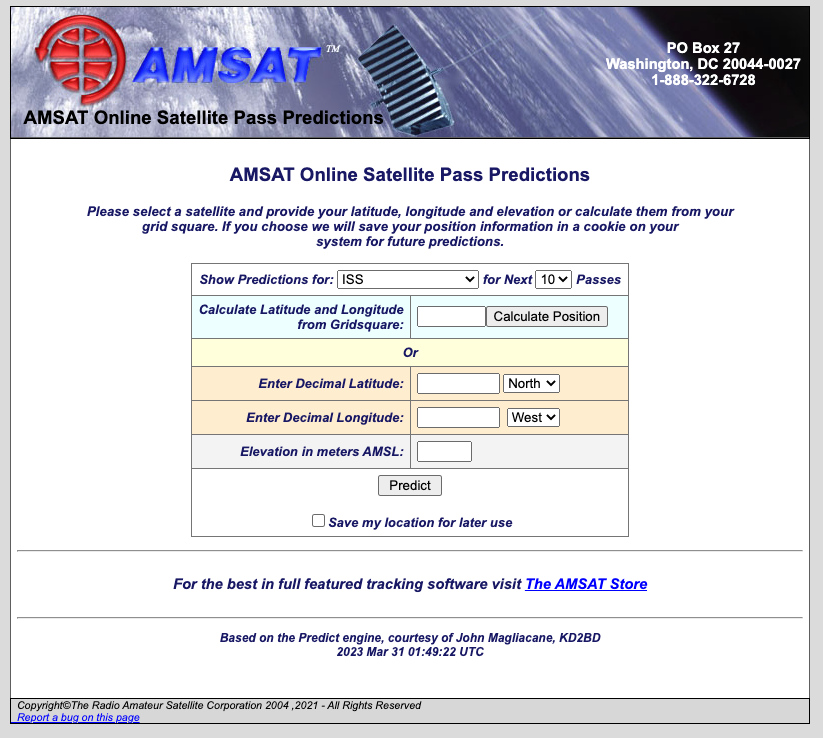 AMSAT TM
PO Box 27
Washington, DC 20044-0027
1-888-322-6728
AMSAT Online Satellite Pass Predictions
AMSAT Online Satellite Pass Predictions
Please select a satellite and provide your latitude, longitude and elevation or calculate them from your
grid square. If you choose we will save your position information in a cookie on your
system for future predictions.
Show Predictions for: ISS for Next 10 Passes
Calculate Latitude and Longitude
from Gridsquare: Calculate Position
Or
Enter Decimal Latitude: North
Enter Decimal Longitude: West
Elevation in meters AMSL:
Predict
Save my location for later use
For the best in full featured tracking software visit The AMSAT Store
Based on the Predict engine, courtesy of John Magliacane, KD2BD
2023 Mar 31 01:49:22 UTC
Copyright©The Radio Amateur Satellite Corporation 2004 ,2021 - All Rights Reserved
Report a bug on this page